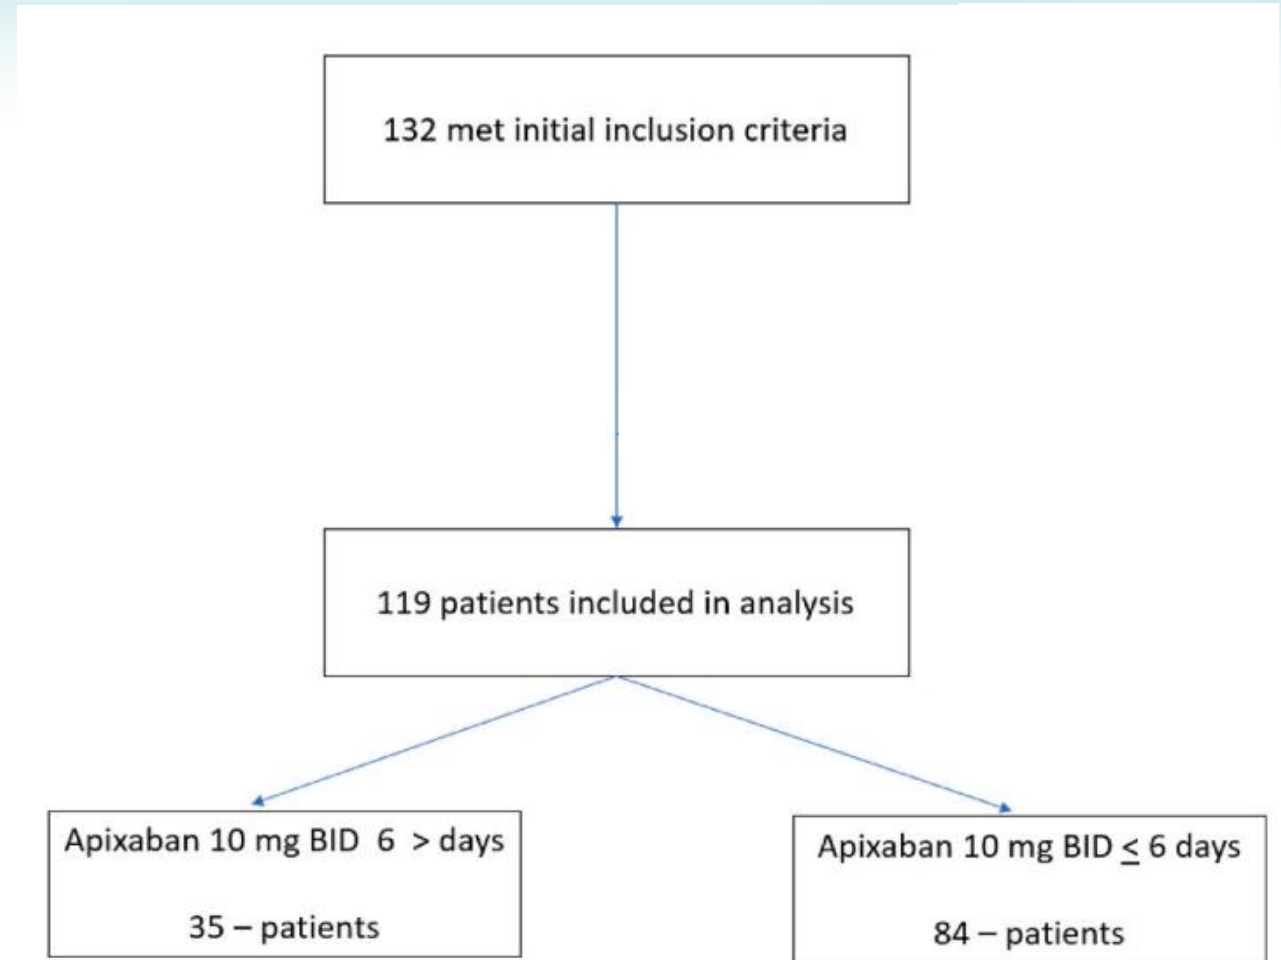 132 met initial inclusion criteria
119 patients included in analysis
Apixaban 10 mg BID  6  > days
35 – patients
Apixaban 10 mg BID ≤ 6 days
84 – patients